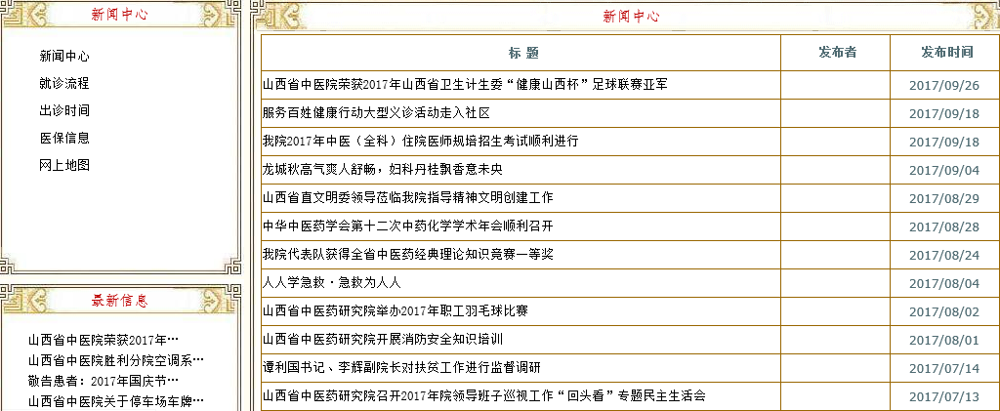 新闻中心
新闻中心
就诊流程
出诊时间
医保信息
网上地图
最新信息
山西省中医院荣获2017年…
山西省中医院胜利分院空调系…
敬告患者：2017年国庆节…
山西省中医院关于停车场车牌…
新闻中心
标 题 发布者 发布时间
山西省中医院荣获2017年山西省卫生计生委“健康山西杯”足球联赛亚军 2017/09/26
服务百姓健康行动大型义诊活动走入社区 2017/09/18
我院2017年中医（全科）住院医师规培招生考试顺利进行 2017/09/18
龙城秋高气爽人舒畅，妇科丹桂飘香意未央 2017/09/04
山西省直文明委领导莅临我院指导精神文明创建工作 2017/08/29
中华中医药学会第十二次中药化学学术年会顺利召开 2017/08/28
我院代表队获得全省中医药经典理论知识竞赛一等奖 2017/08/24
人人学急救·急救为人人 2017/08/04
山西省中医药研究院举办2017年职工羽毛球比赛 2017/08/02
山西省中医药研究院开展消防安全知识培训 2017/08/01
谭利国书记、李辉副院长对扶贫工作进行监督调研 2017/07/14
山西省中医药研究院召开2017年院领导班子巡视工作“回头看”专题民主生活会 2017/07/13